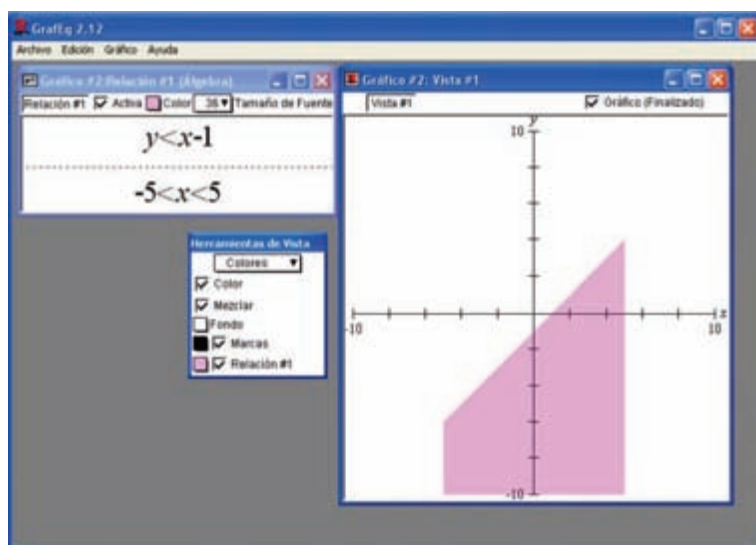 GrafEq 2.12
Archivo Edición Gráfico Ayuda
Gráfico #2:Relación #1 (Álgebra)
Relación #1 Activa Color 36 Tamaño de Fuente
y<x-1
-5<x<5
Herramientas de Vista
Colores
Color
Mezclar
Fondo
Marcas
Relación #1
Gráfico #2: Vista #1
Vista #1 Gráfico (Finalizado)
y
10
-10 10 x
-10